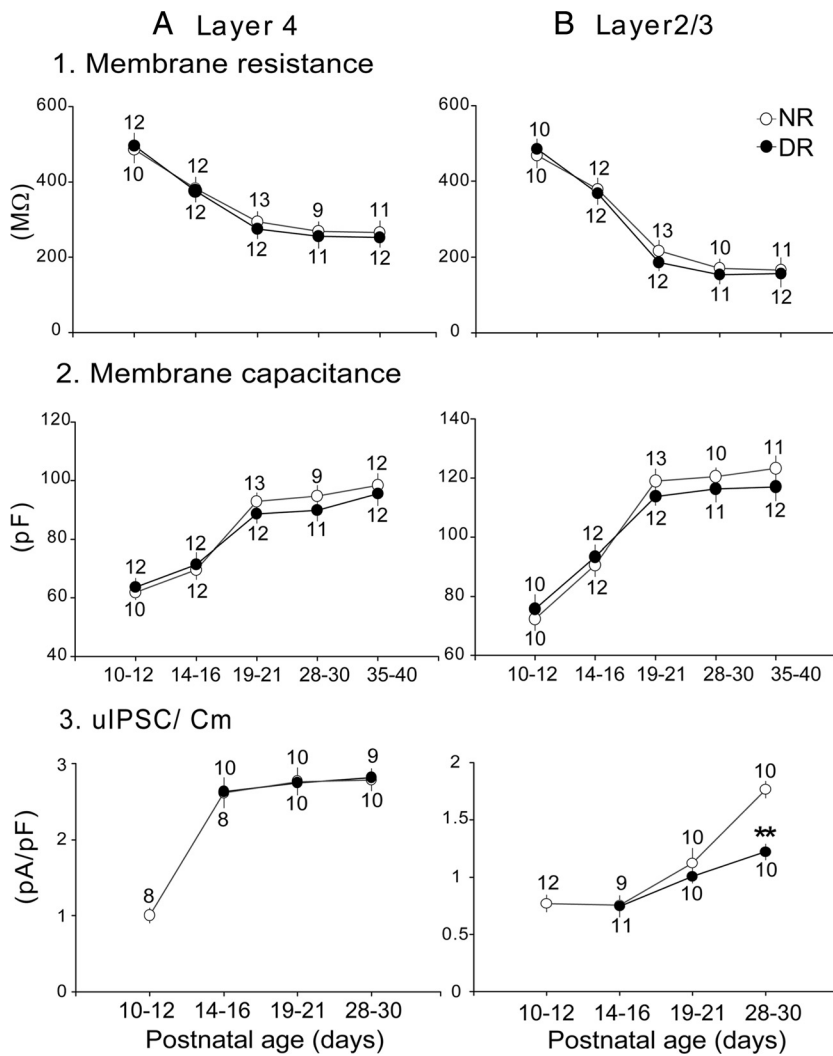 A Layer 4 B Layer2/3
1. Membrane resistance
600 600
12 10 NR
10 10 DR
400 12 400 12
12 13 9 11 12 13 10 11
(MΩ)
200 12 11 12 200 12 11 12
0 0
2. Membrane capacitance
120 140
100 13 9 12 120 13 10 11
(pF)
80 12 12 11 12 100 12 12 11 12
60 12 12 80 10 12
10 10
40 60
10-12 14-16 19-21 28-30 35-40 10-12 14-16 19-21 28-30 35-40
3. uIPSC/ Cm
3 10 10 9 2 10
8 10 10 1.5 10 **
(pA/pF)
2 1 12 9 10 10
1 8 0.5 11
0 0
10-12 14-16 19-21 28-30 10-12 14-16 19-21 28-30
Postnatal age (days) Postnatal age (days)